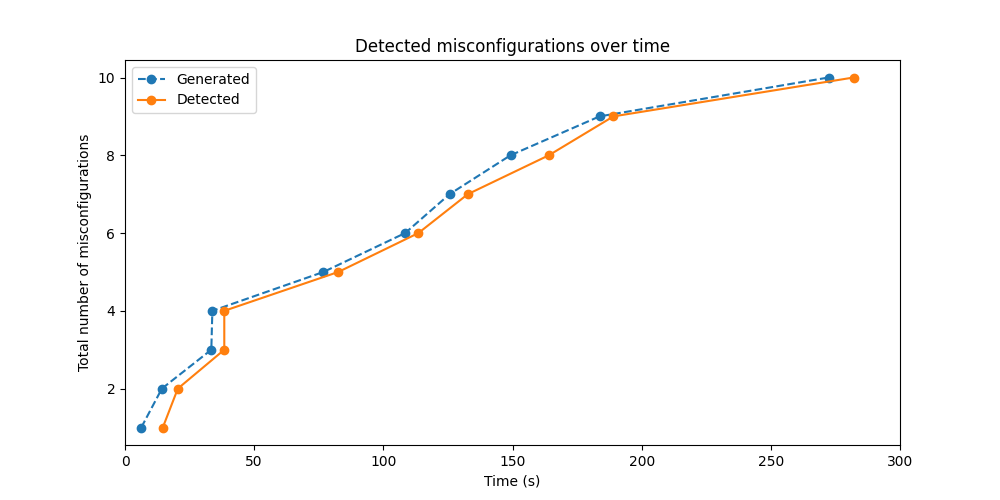 Detected misconfigurations over time
Generated
Detected
Total number of misconfigurations
10
8
6
4
2
0 50 100 150 200 250 300
Time (s)